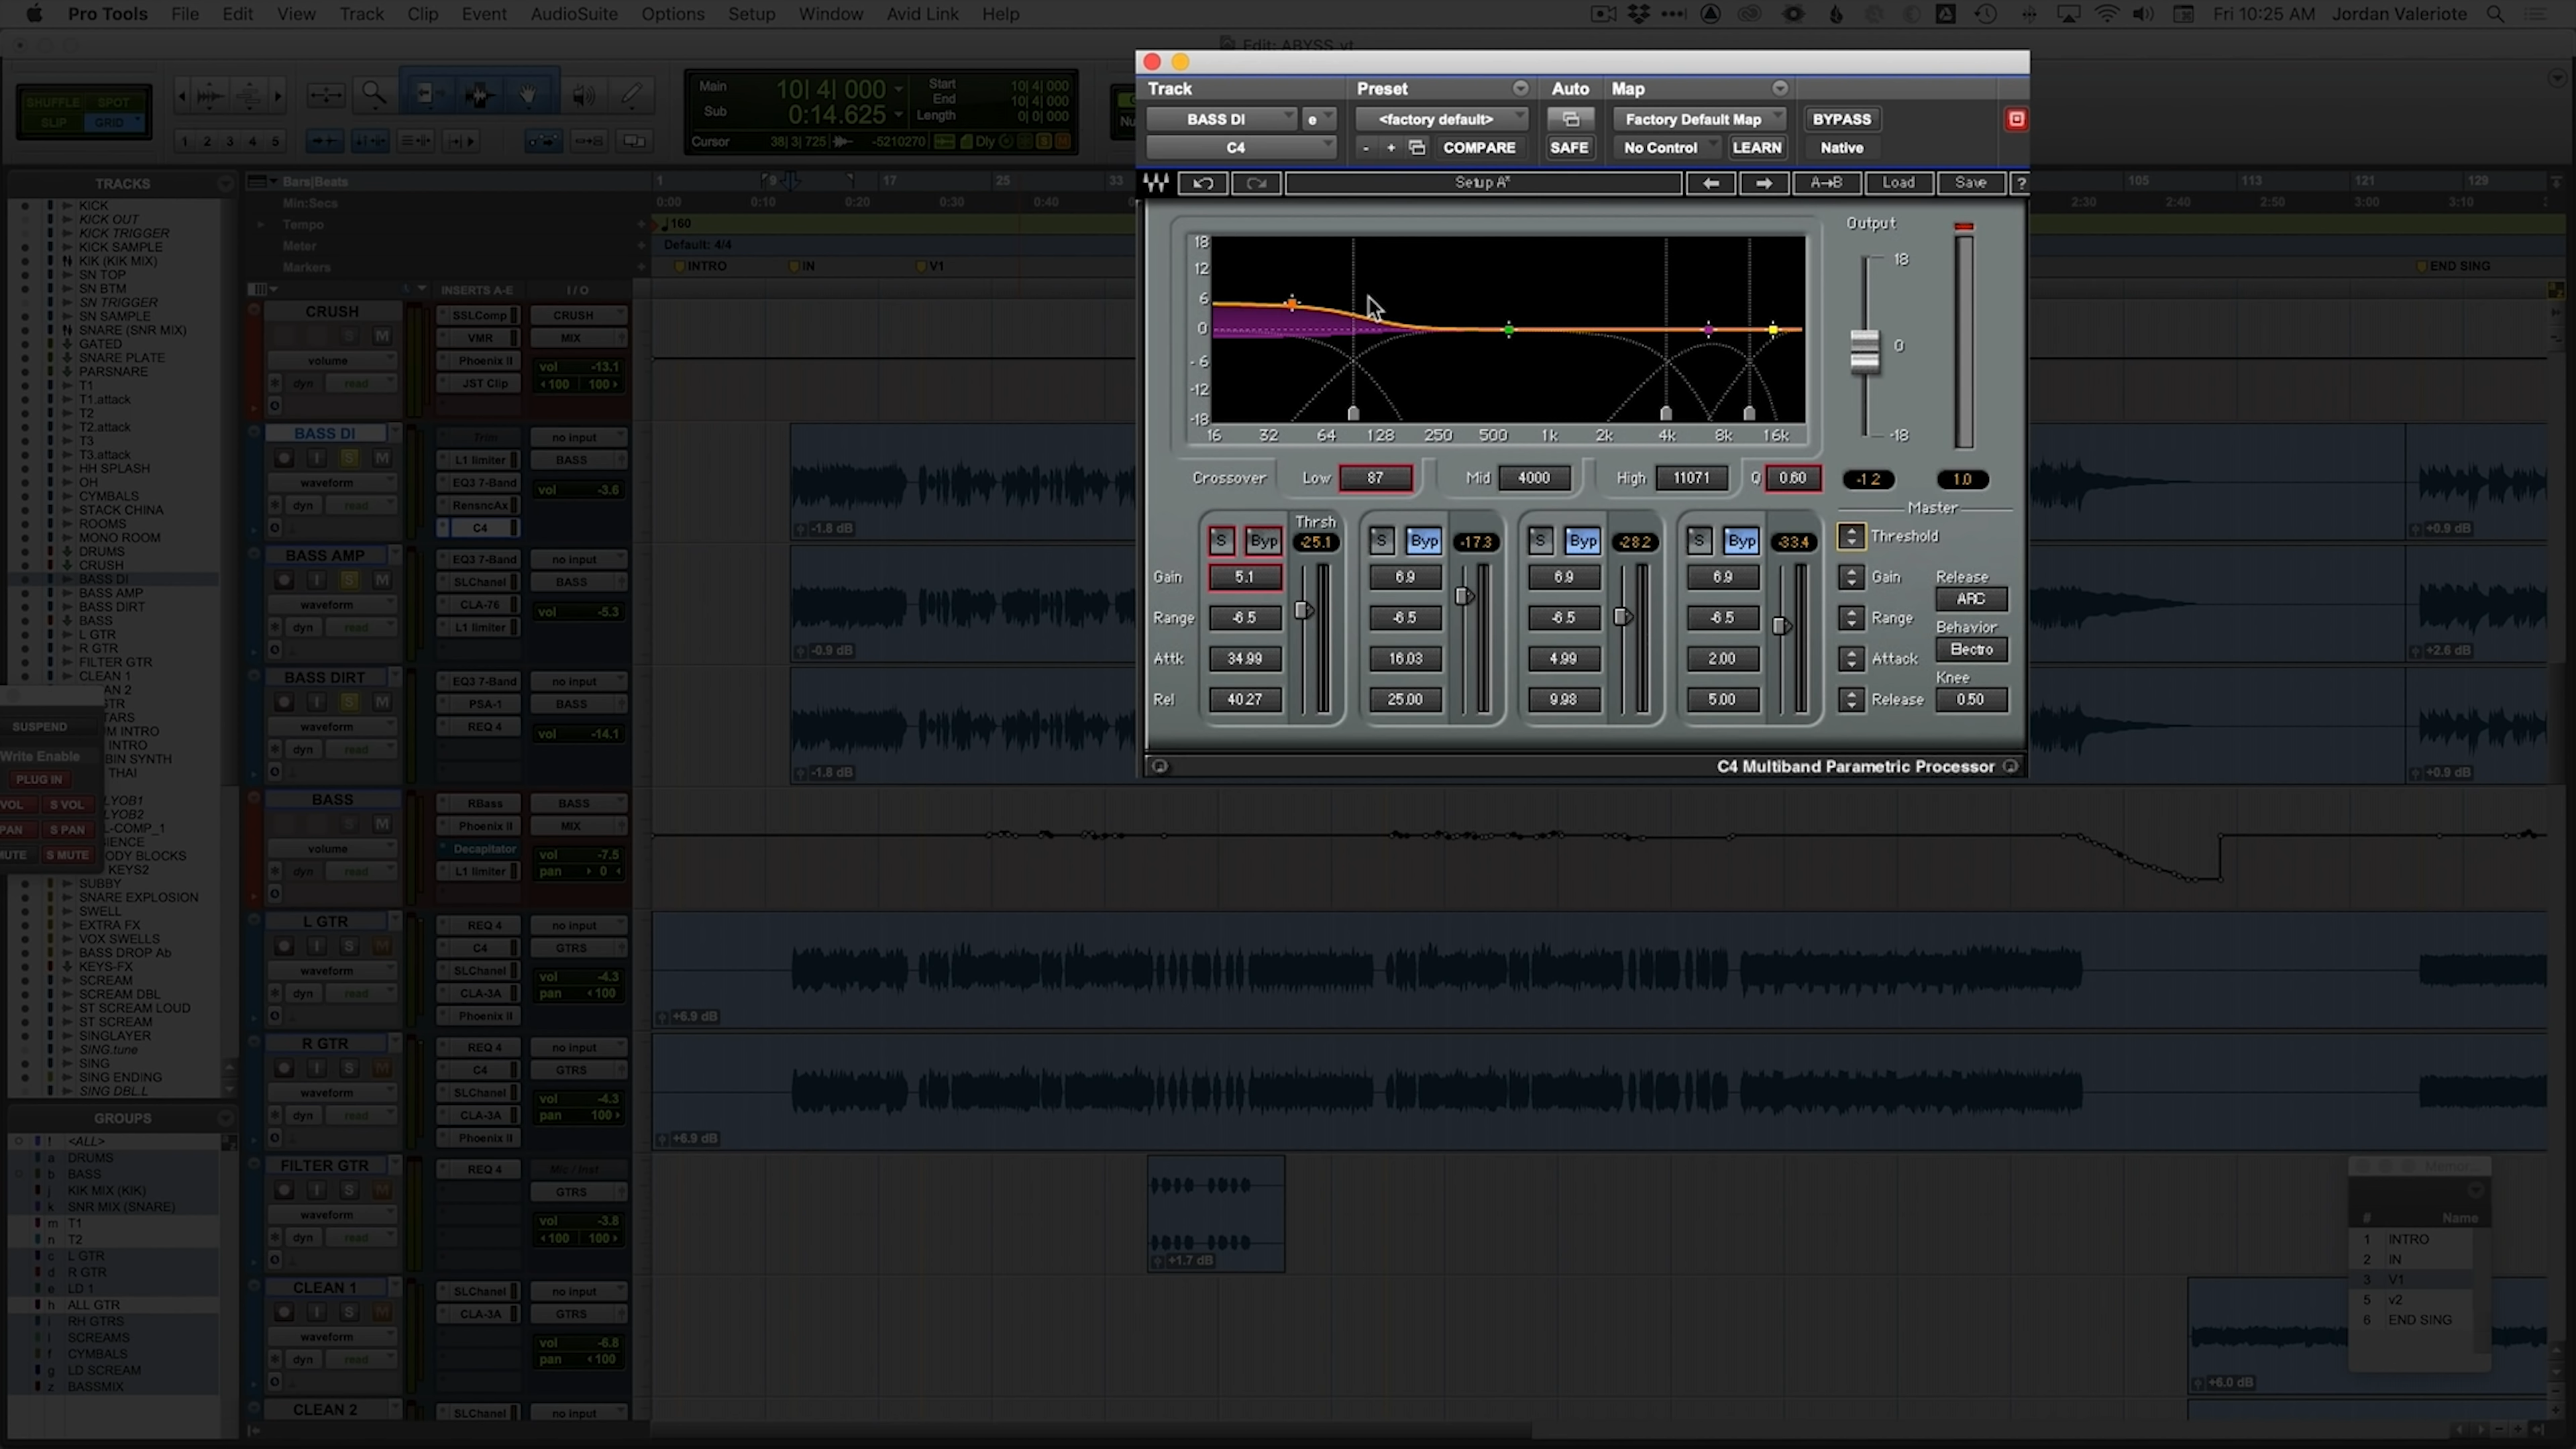 Pro Tools File Edit View Track Clip Event AudioSuite Options Setup Window Avid Link Help
Fri 10:25 AM Jordan Valeriote
Edit: ABYSS.vt
SHUFFLE SPOT
SLIP GRID
1 2 3 4 5
Main 10| 4| 000
Sub 0:14.625
Start 10| 4| 000
End 10| 4| 000
Length 0| 0| 000
Cursor 38| 3| 725 -5210270 Dly S M
Track Preset Auto Map
BASS DI e <factory default> Factory Default Map BYPASS
C4 - + COMPARE SAFE No Control LEARN Native
Setup A* A→B Load Save ?
Output
18
12
6
0
-6
-12
-18
16 32 64 128 250 500 1k 2k 4k 8k 16k
18
0
-18
Crossover Low 87 Mid 4000 High 11071 Q 0.60 -1.2 1.0
Master
Thrsh
S Byp -25.1 S Byp -17.3 S Byp -28.2 S Byp -33.4 Threshold
Gain 5.1 6.9 6.9 6.9 Gain Release
ARC
Range -6.5 -6.5 -6.5 -6.5 Range Behavior
Electro
Attk 34.99 16.03 4.99 2.00 Attack Knee
Rel 40.27 25.00 9.98 5.00 Release 0.50
C4 Multiband Parametric Processor
TRACKS
KICK
KICK OUT
KICK TRIGGER
KICK SAMPLE
KIK (KIK MIX)
SN TOP
SN BTM
SN TRIGGER
SN SAMPLE
SNARE (SNR MIX)
GATED
SNARE PLATE
PARSNARE
T1
T1.attack
T2
T2.attack
T3
T3.attack
HH SPLASH
OH
CYMBALS
STACK CHINA
ROOMS
MONO ROOM
DRUMS
CRUSH
BASS DI
BASS AMP
BASS DIRT
BASS
L GTR
R GTR
FILTER GTR
CLEAN 1
SUSPEND
Write Enable
PLUG IN
VOL S VOL
PAN S PAN
MUTE S MUTE
SUBBY
SNARE EXPLOSION
SWELL
EXTRA FX
VOX SWELLS
BASS DROP Ab
KEYS-FX
SCREAM
SCREAM DBL
ST SCREAM LOUD
ST SCREAM
SINGLAYER
SING.tune
SING
SING ENDING
SING DBL.L
GROUPS
! <ALL>
a DRUMS
b BASS
j KIK MIX (KIK)
k SNR MIX (SNARE)
m T1
n T2
c L GTR
d R GTR
e LD 1
h ALL GTR
i RH GTRS
l SCREAMS
f CYMBALS
g LD SCREAM
z BASSMIX
Bars|Beats 1 9 17 25 33 105 113 121 129
Min:Secs 0:00 0:10 0:20 0:30 0:40 2:30 2:40 2:50 3:00 3:10
Tempo 160
Meter Default: 4/4
Markers INTRO IN V1 END SING
INSERTS A-E I / O
CRUSH SSLComp CRUSH
S M VMR MIX
volume Phoenix II vol -13.1
dyn read JST Clip 100 100
BASS DI Trim no input
I S M L1 limiter BASS
waveform EQ3 7-Band vol -3.6
dyn read RensncAx
C4
-1.8 dB +0.9 dB
BASS AMP EQ3 7-Band no input
I S M SLChanel BASS
waveform CLA-76 vol -5.3
dyn read L1 limiter
-0.9 dB +2.6 dB
BASS DIRT EQ3 7-Band no input
I S M PSA-1 BASS
waveform REQ 4 vol -14.1
dyn read
-1.8 dB +0.9 dB
BASS RBass BASS
S M Phoenix II MIX
volume Decapitator vol -7.5
dyn read L1 limiter pan 0
L GTR REQ 4 no input
I S M C4 GTRS
waveform SLChanel vol -4.3
dyn read CLA-3A pan 100
Phoenix II
+6.9 dB
R GTR REQ 4 no input
I S M C4 GTRS
waveform SLChanel vol -4.3
dyn read CLA-3A pan 100
Phoenix II
+6.9 dB
FILTER GTR REQ 4 Mic / Inst
I S M GTRS
waveform vol -3.8
dyn read 100 100
+1.7 dB
CLEAN 1 SLChanel no input
I S M CLA-3A GTRS
waveform vol -6.8
dyn read pan 100
+6.0 dB
CLEAN 2 SLChanel no input
# Name
1 INTRO
2 IN
3 V1
5 v2
6 END SING